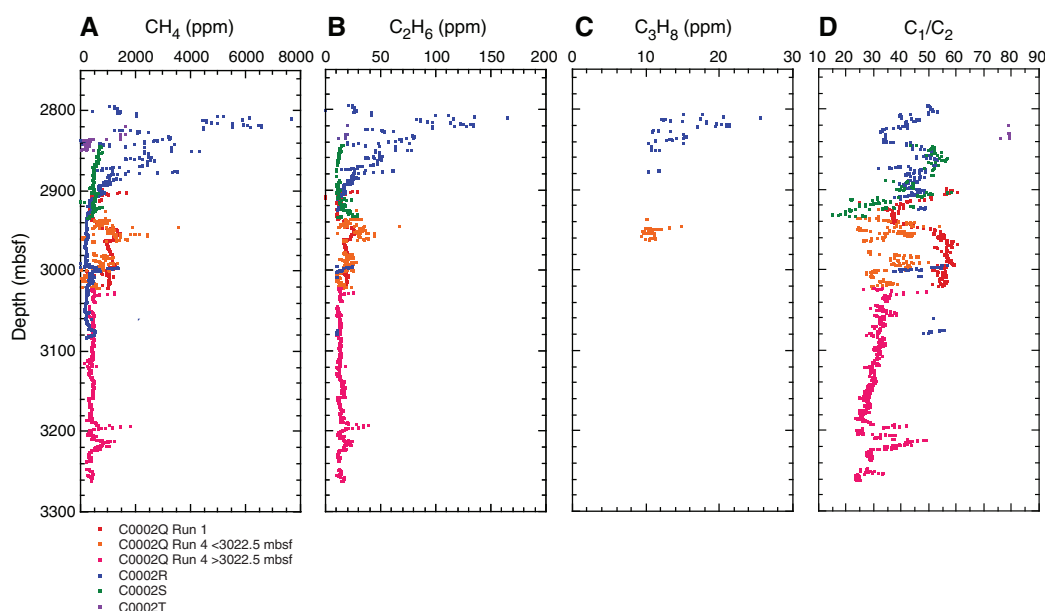 A CH₄ (ppm) B C₂H₆ (ppm) C C₃H₈ (ppm) D C₁/C₂
0 2000 4000 6000 8000 0 50 100 150 200 0 10 20 30 10 20 30 40 50 60 70 80 90
Depth (mbsf)
2800
2900
3000
3100
3200
3300
C0002Q Run 1
C0002Q Run 4 <3022.5 mbsf
C0002Q Run 4 >3022.5 mbsf
C0002R
C0002S
C0002T